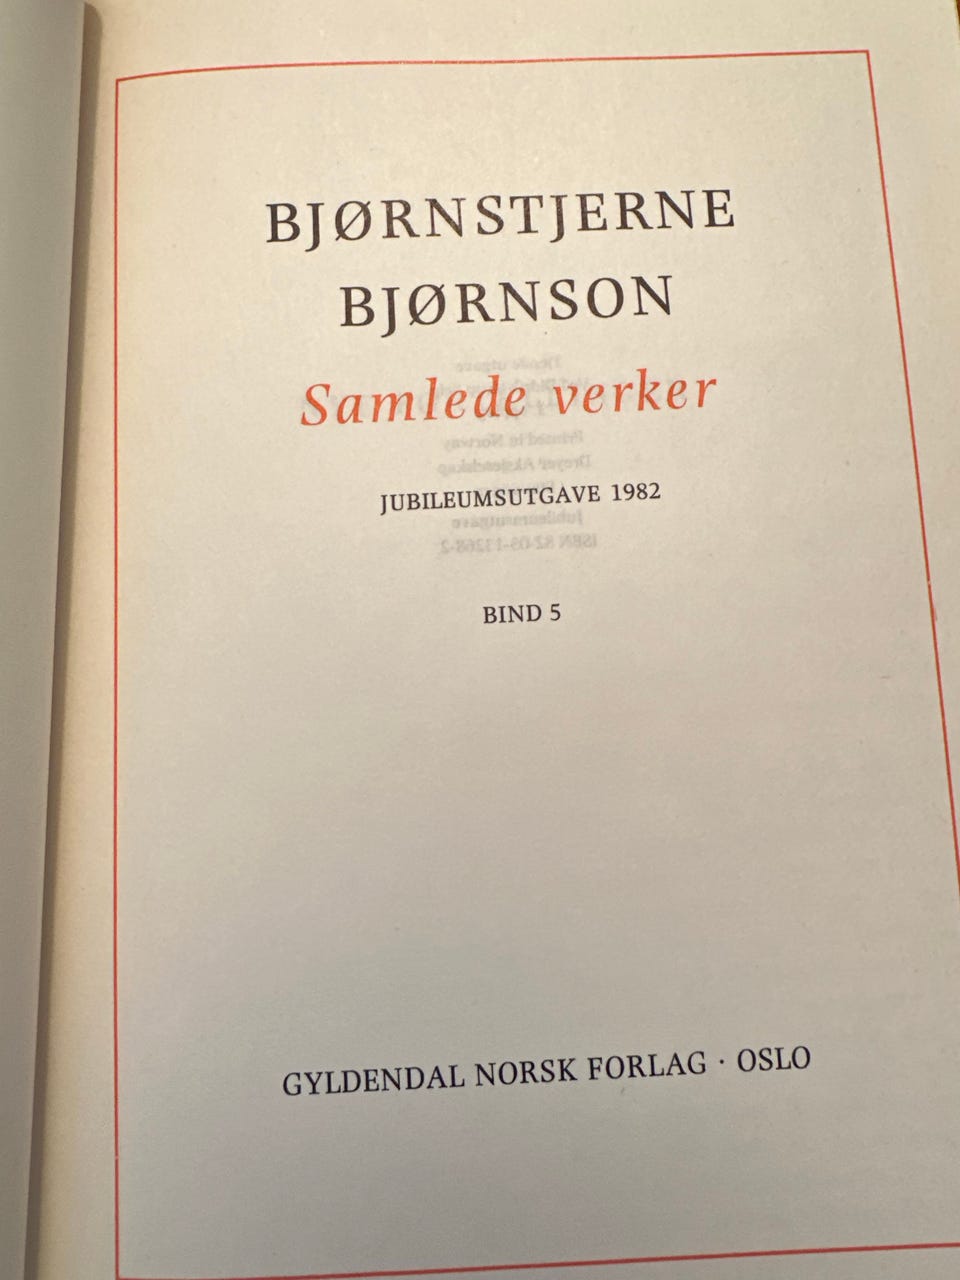 BJØRNSTJERNE
BJØRNSON
Samlede verker
JUBILEUMSUTGAVE 1982
BIND 5
GYLDENDAL NORSK FORLAG · OSLO